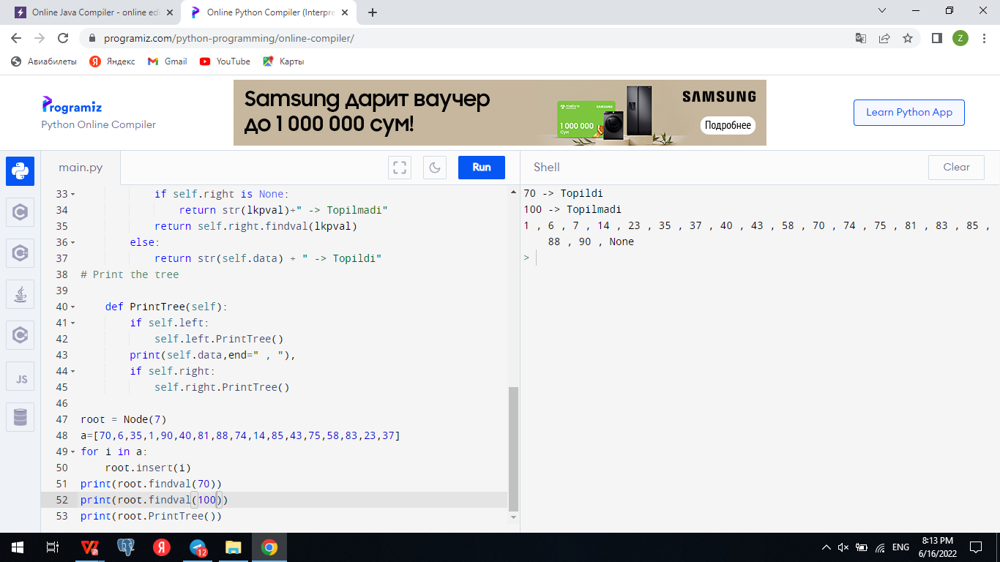 Online Java Compiler - online edi
Online Python Compiler (Interpre
programiz.com/python-programming/online-compiler/
Z
Авиабилеты
Яндекс
Gmail
YouTube
Карты
Programiz
Python Online Compiler
Samsung дарит ваучер
до 1 000 000 сум!
1 000 000
сум
SAMSUNG
Подробнее
Learn Python App
main.py
Run
Shell
Clear
33 if self.right is None:
34 return str(lkpval)+" -> Topilmadi"
35 return self.right.findval(lkpval)
36 else:
37 return str(self.data) + " -> Topildi"
38 # Print the tree
39
40 def PrintTree(self):
41 if self.left:
42 self.left.PrintTree()
43 print(self.data,end=" , "),
44 if self.right:
45 self.right.PrintTree()
46
47 root = Node(7)
48 a=[70,6,35,1,90,40,81,88,74,14,85,43,75,58,83,23,37]
49 for i in a:
50 root.insert(i)
51 print(root.findval(70))
52 print(root.findval(100))
53 print(root.PrintTree())
JS
70 -> Topildi
100 -> Topilmadi
1 , 6 , 7 , 14 , 23 , 35 , 37 , 40 , 43 , 58 , 70 , 74 , 75 , 81 , 83 , 85 ,
88 , 90 , None
>
12
ENG
8:13 PM
6/16/2022